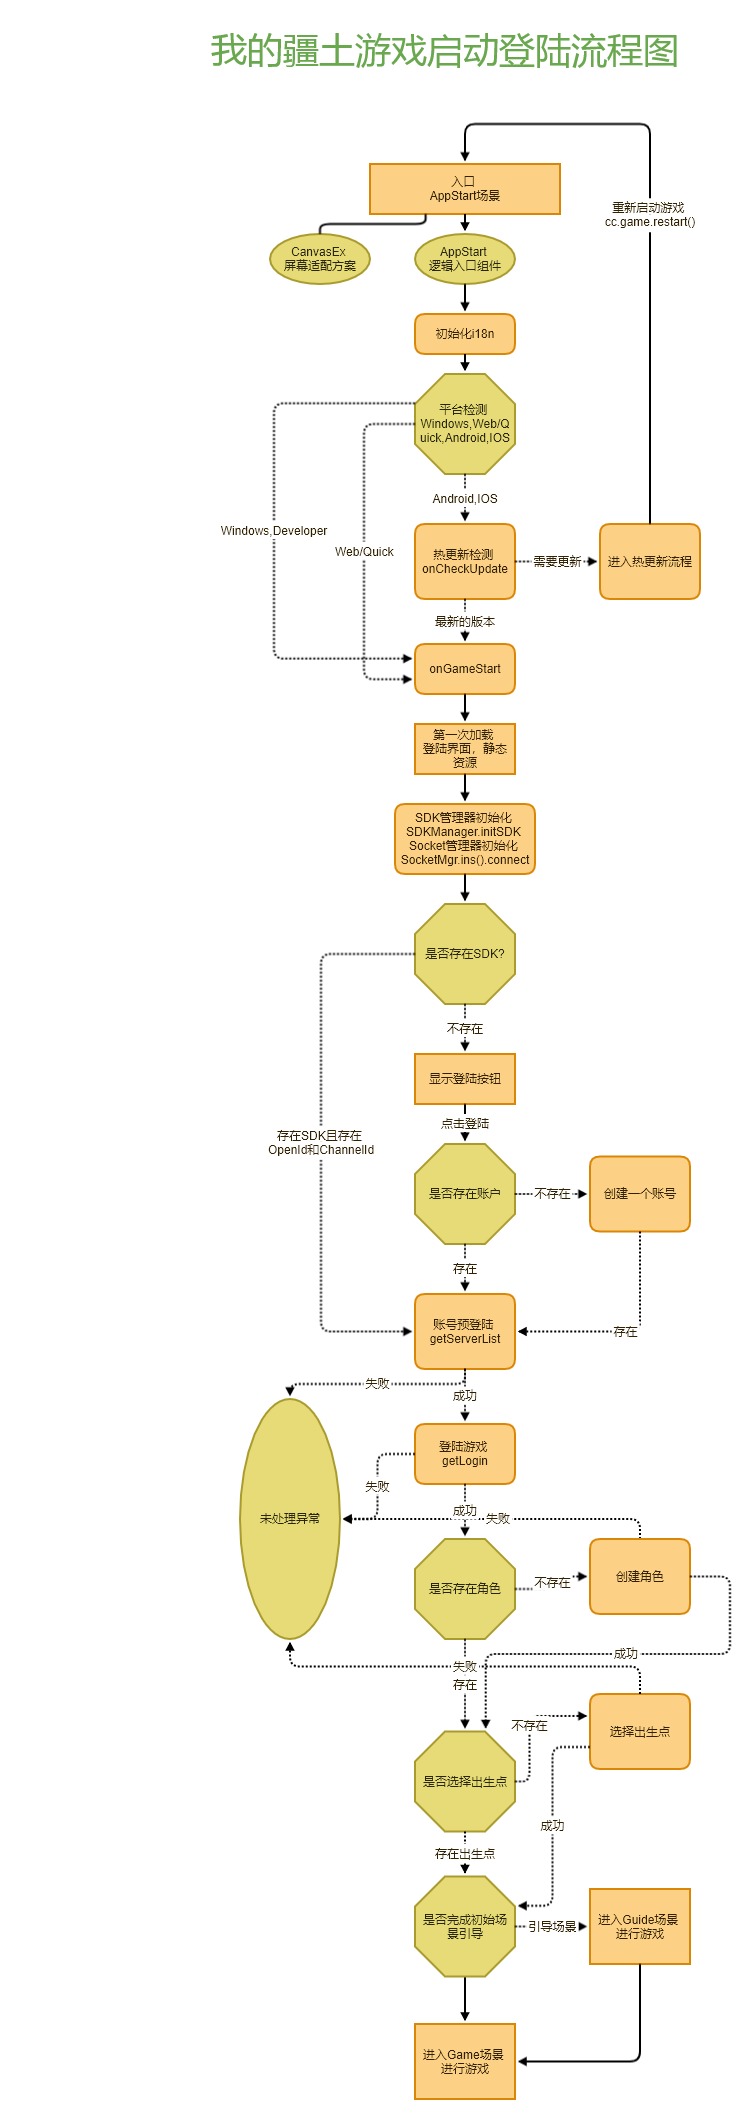 我的疆土游戏启动登陆流程图
入口
AppStart场景
重新启动游戏
cc.game.restart()
CanvasEx
屏幕适配方案
AppStart
逻辑入口组件
初始化i18n
平台检测
Windows,Web/Q
uick,Android,IOS
Android,IOS
Windows,Developer
Web/Quick
热更新检测
onCheckUpdate
需要更新
进入热更新流程
最新的版本
onGameStart
第一次加载
登陆界面，静态
资源
SDK管理器初始化
SDKManager.initSDK
Socket管理器初始化
SocketMgr.ins().connect
是否存在SDK?
不存在
显示登陆按钮
点击登陆
存在SDK且存在
OpenId和ChannelId
是否存在账户
不存在
创建一个账号
存在
账号预登陆
getServerList
存在
失败
成功
登陆游戏
getLogin
失败
成功
失败
未处理异常
是否存在角色
不存在
创建角色
成功
失败
存在
不存在
选择出生点
是否选择出生点
成功
存在出生点
是否完成初始场
景引导
引导场景
进入Guide场景
进行游戏
进入Game场景
进行游戏